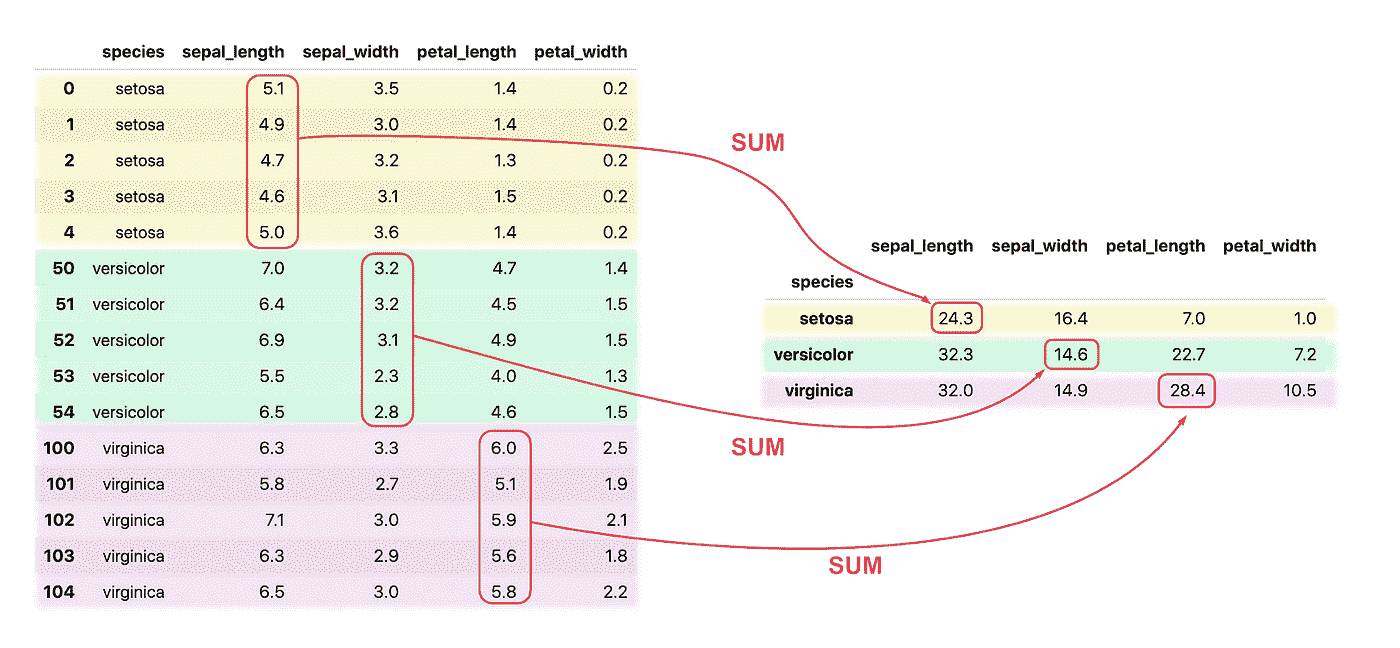 species sepal_length sepal_width petal_length petal_width
0 setosa 5.1 3.5 1.4 0.2
1 setosa 4.9 3.0 1.4 0.2
2 setosa 4.7 3.2 1.3 0.2
3 setosa 4.6 3.1 1.5 0.2
4 setosa 5.0 3.6 1.4 0.2
50 versicolor 7.0 3.2 4.7 1.4
51 versicolor 6.4 3.2 4.5 1.5
52 versicolor 6.9 3.1 4.9 1.5
53 versicolor 5.5 2.3 4.0 1.3
54 versicolor 6.5 2.8 4.6 1.5
100 virginica 6.3 3.3 6.0 2.5
101 virginica 5.8 2.7 5.1 1.9
102 virginica 7.1 3.0 5.9 2.1
103 virginica 6.3 2.9 5.6 1.8
104 virginica 6.5 3.0 5.8 2.2
SUM
SUM
SUM
sepal_length sepal_width petal_length petal_width
species
setosa 24.3 16.4 7.0 1.0
versicolor 32.3 14.6 22.7 7.2
virginica 32.0 14.9 28.4 10.5